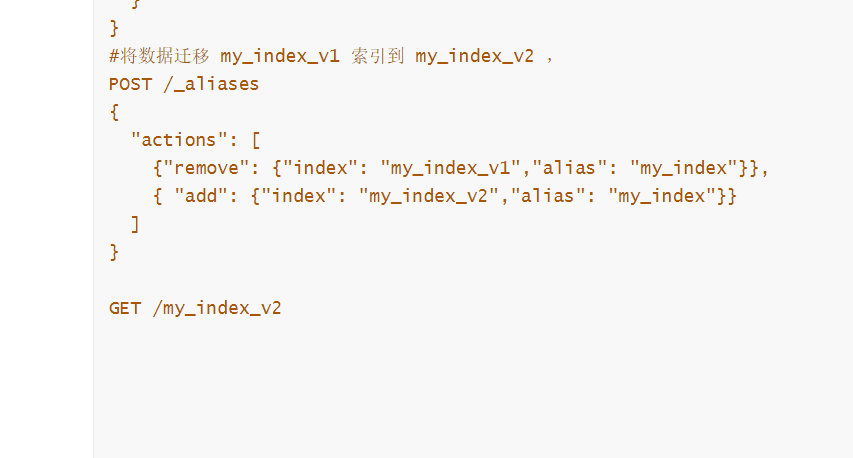 }
}
#将数据迁移 my_index_v1 索引到 my_index_v2 ，
POST /_aliases
{
  "actions": [
    {"remove": {"index": "my_index_v1","alias": "my_index"}},
    { "add": {"index": "my_index_v2","alias": "my_index"}}
  ]
}
GET /my_index_v2